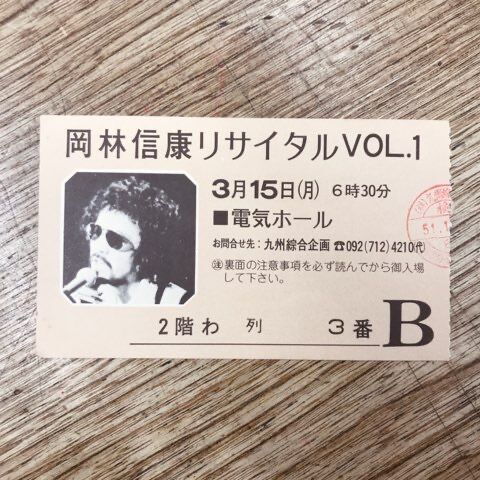 岡林信康リサイタルVOL.1
3月15日(月) 6時30分
■電気ホール
お問合せ先:九州綜合企画 ☎092(712)4210代)
㊟裏面の注意事項を必ず読んでから御入場
して下さい。
2階わ 列 3番 B
51.1